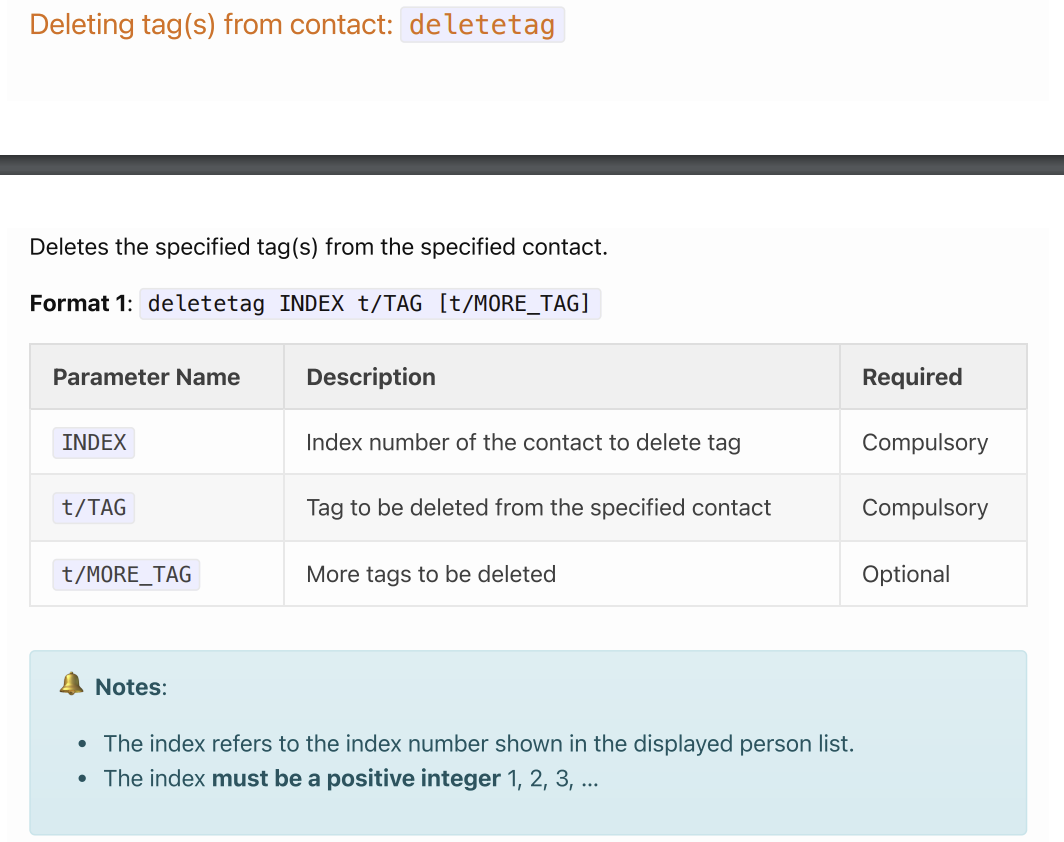 Deleting tag(s) from contact: deletetag
Deletes the specified tag(s) from the specified contact.
Format 1: deletetag INDEX t/TAG [t/MORE_TAG]
Parameter Name Description Required
INDEX Index number of the contact to delete tag Compulsory
t/TAG Tag to be deleted from the specified contact Compulsory
t/MORE_TAG More tags to be deleted Optional
Notes:
• The index refers to the index number shown in the displayed person list.
• The index must be a positive integer 1, 2, 3, …